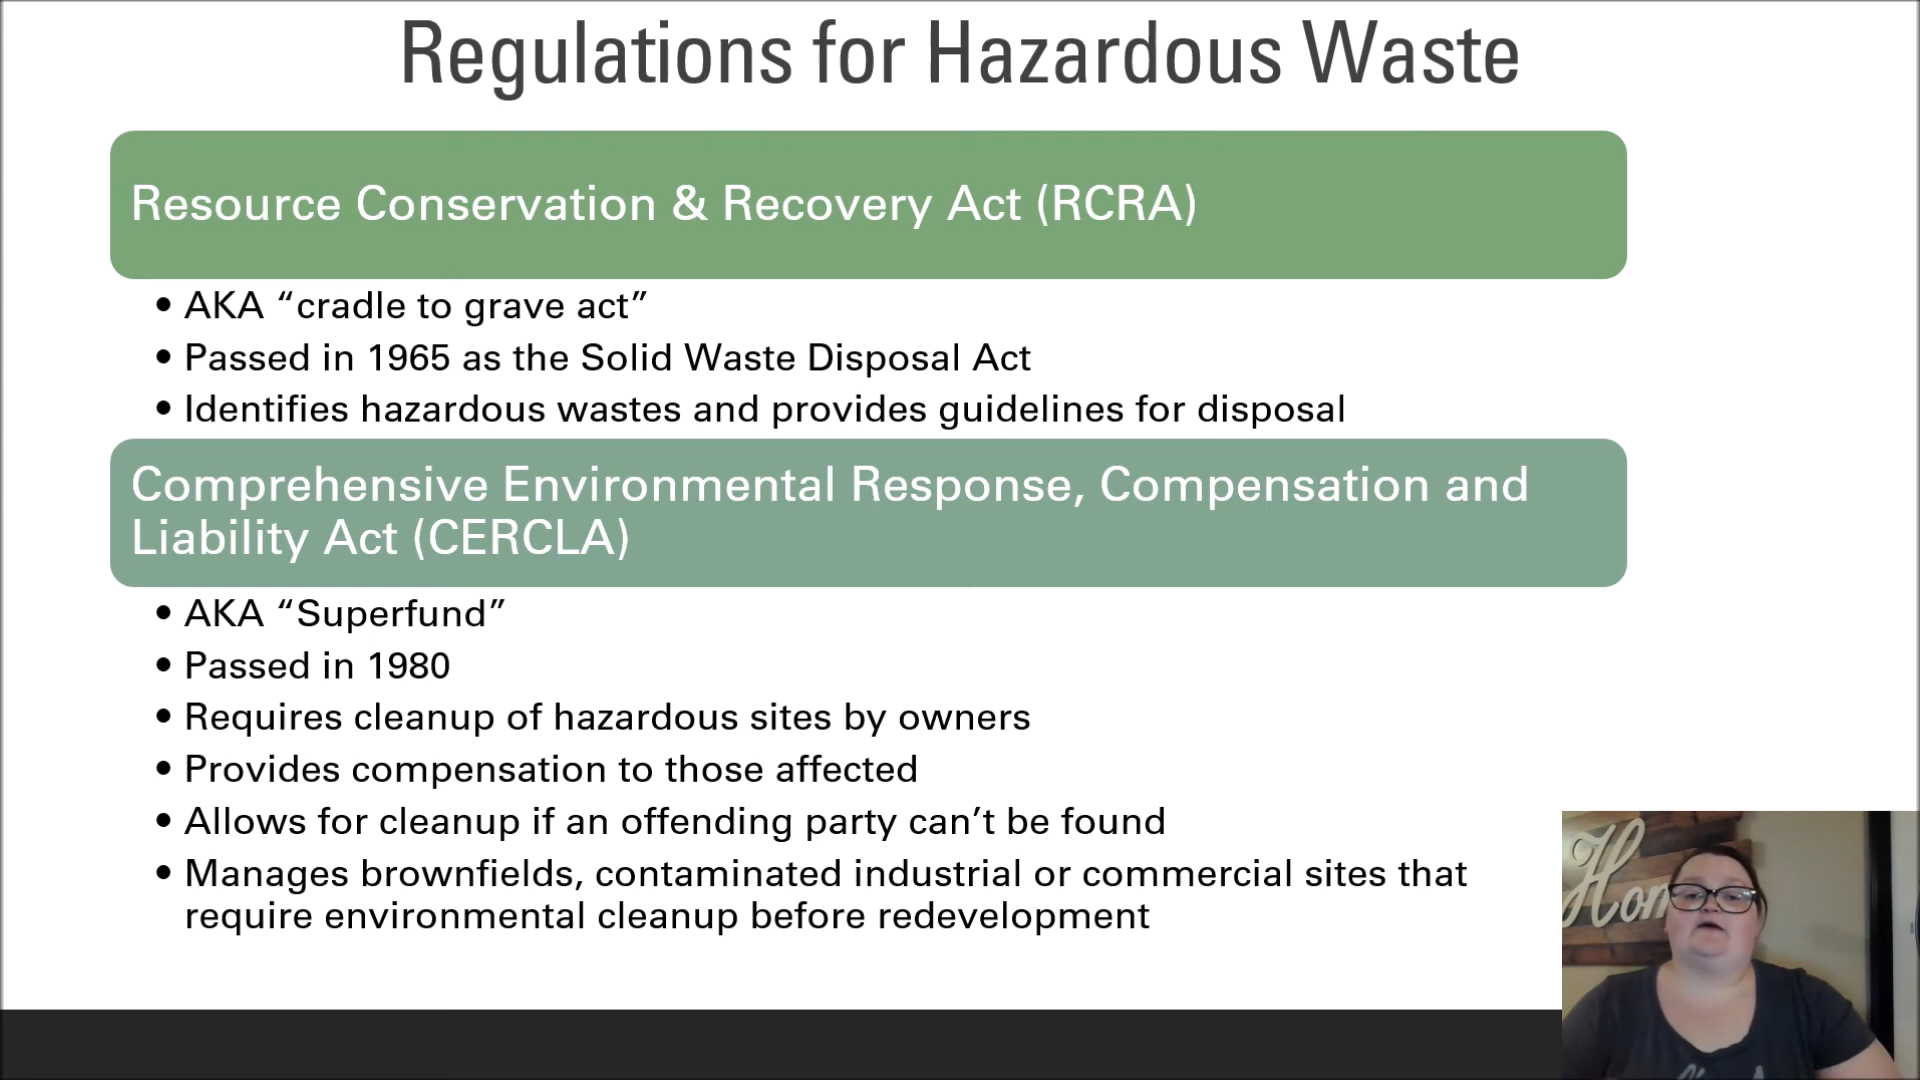 Regulations for Hazardous Waste
Resource Conservation & Recovery Act (RCRA)
• AKA “cradle to grave act”
• Passed in 1965 as the Solid Waste Disposal Act
• Identifies hazardous wastes and provides guidelines for disposal
Comprehensive Environmental Response, Compensation and
Liability Act (CERCLA)
• AKA “Superfund”
• Passed in 1980
• Requires cleanup of hazardous sites by owners
• Provides compensation to those affected
• Allows for cleanup if an offending party can’t be found
• Manages brownfields, contaminated industrial or commercial sites that
require environmental cleanup before redevelopment
Hom